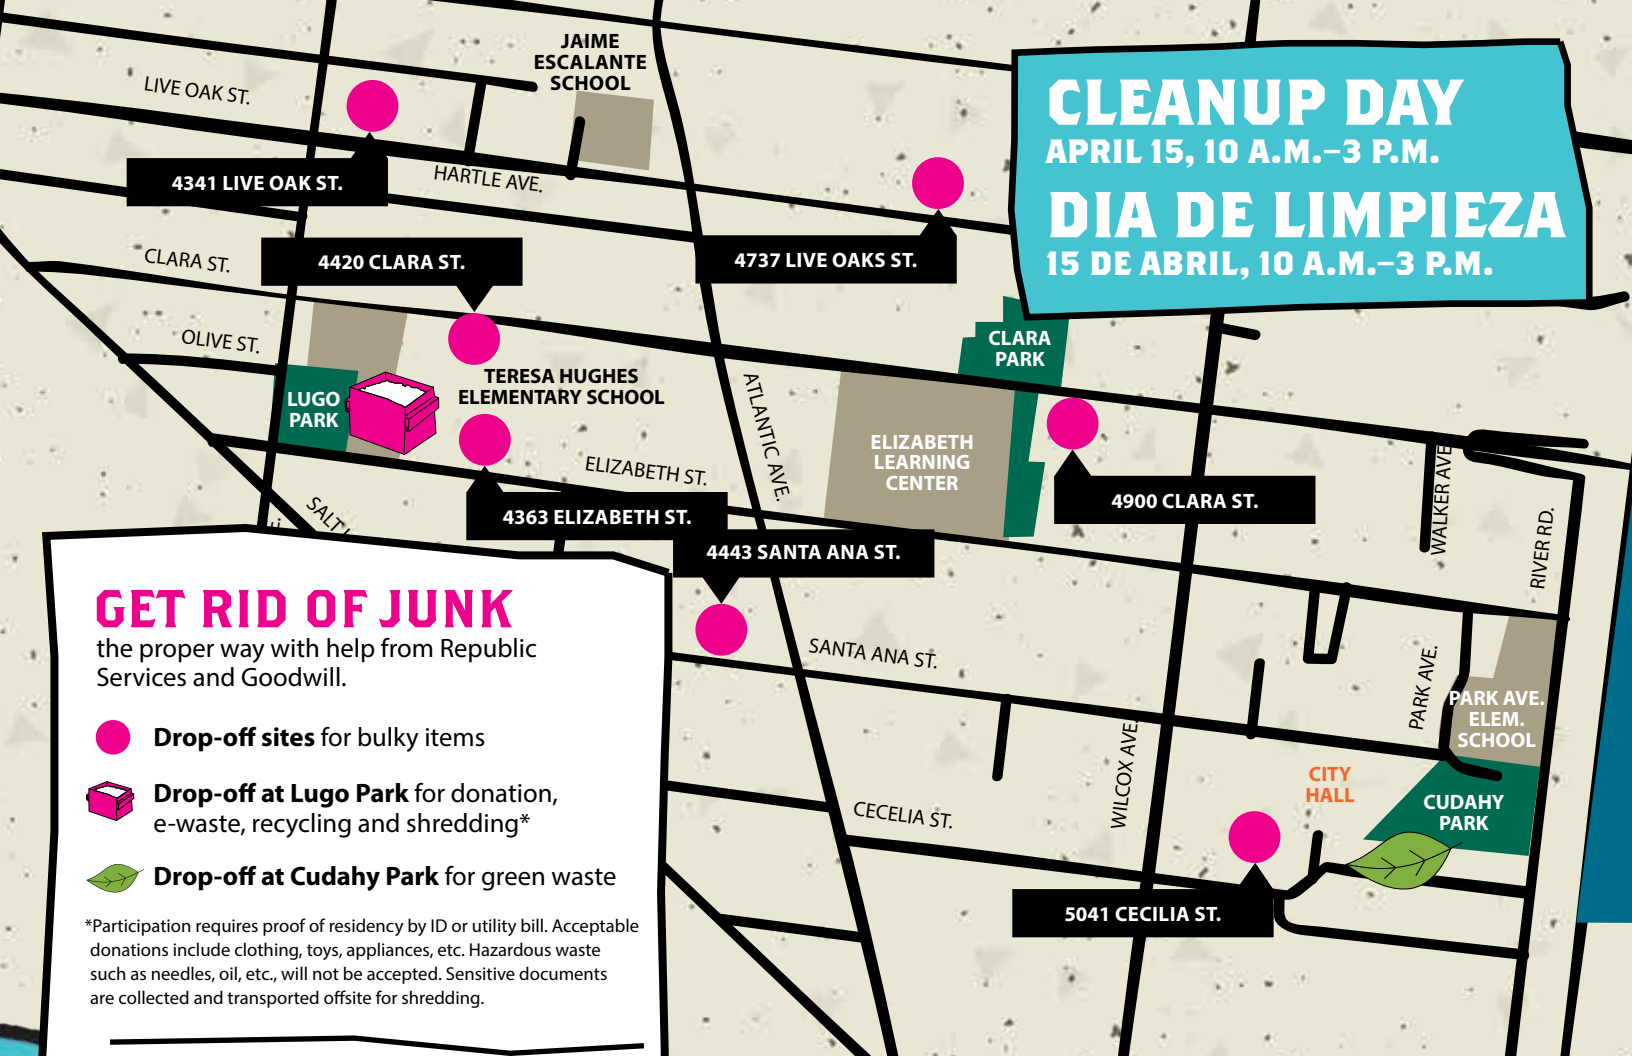 JAIME
ESCALANTE
SCHOOL
LIVE OAK ST.
4341 LIVE OAK ST.
HARTLE AVE.
CLEANUP DAY
APRIL 15, 10 A.M.–3 P.M.
DIA DE LIMPIEZA
15 DE ABRIL, 10 A.M.–3 P.M.
CLARA ST.
4420 CLARA ST.
4737 LIVE OAKS ST.
OLIVE ST.
CLARA
PARK
LUGO
PARK
TERESA HUGHES
ELEMENTARY SCHOOL
ATLANTIC AVE.
ELIZABETH
LEARNING
CENTER
ELIZABETH ST.
4900 CLARA ST.
WALKER AVE
RIVER RD.
4363 ELIZABETH ST.
4443 SANTA ANA ST.
SALT
SANTA ANA ST.
PARK AVE.
PARK AVE.
ELEM.
SCHOOL
WILCOX AVE.
CITY
HALL
CUDAHY
PARK
CECELIA ST.
5041 CECILIA ST.
GET RID OF JUNK
the proper way with help from Republic
Services and Goodwill.
Drop-off sites for bulky items
Drop-off at Lugo Park for donation,
e-waste, recycling and shredding*
Drop-off at Cudahy Park for green waste
*Participation requires proof of residency by ID or utility bill. Acceptable
donations include clothing, toys, appliances, etc. Hazardous waste
such as needles, oil, etc., will not be accepted. Sensitive documents
are collected and transported offsite for shredding.